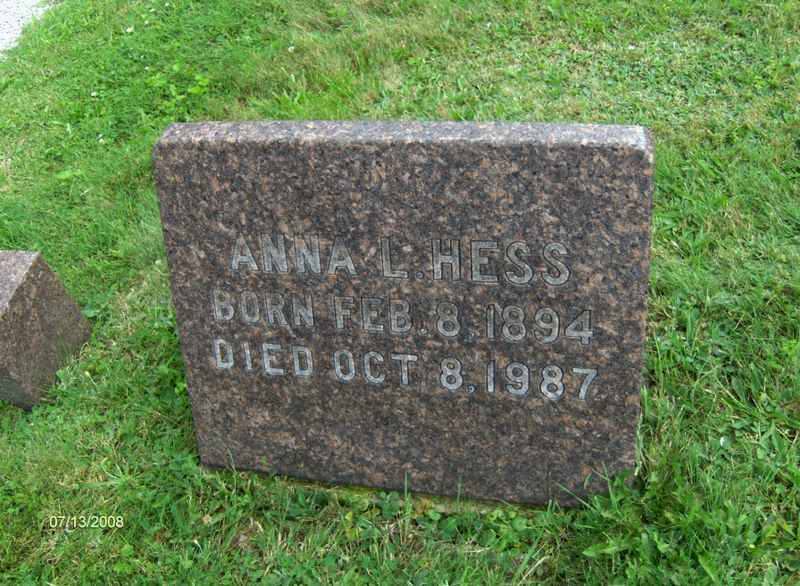 ANNA L. HESS
BORN FEB. 8, 1894
DIED OCT 8, 1987
07/13/2008